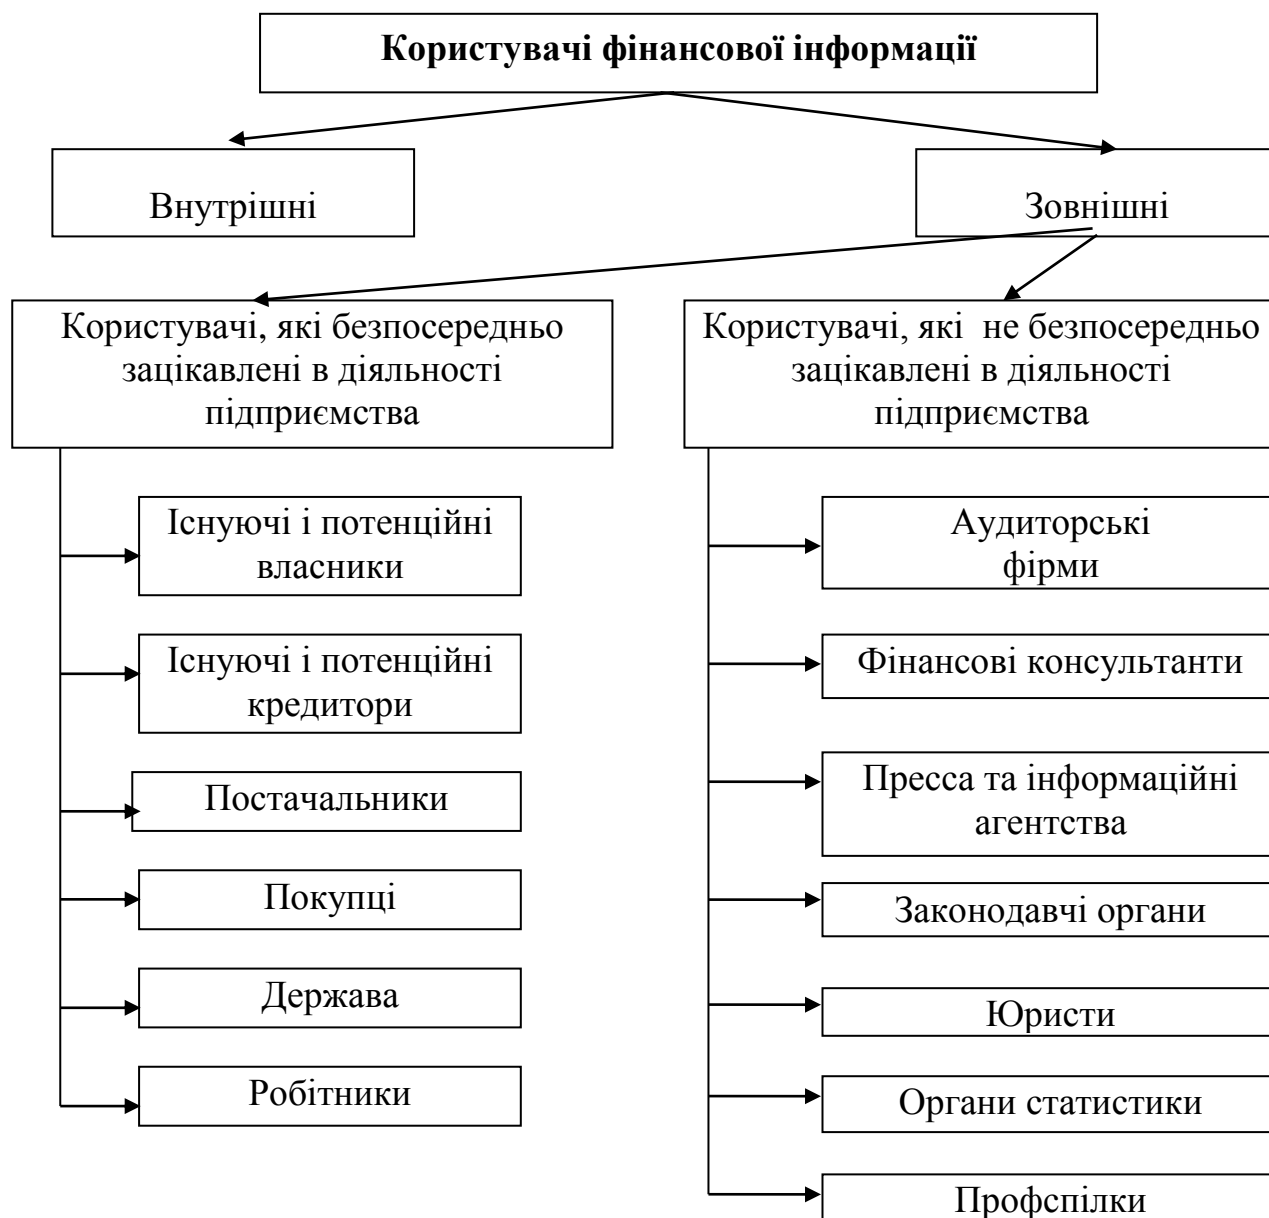 Користувачі фінансової інформації
Внутрішні
Зовнішні
Користувачі, які безпосередньо
зацікавлені в діяльності
підприємства
Користувачі, які не безпосередньо
зацікавлені в діяльності
підприємства
Існуючі і потенційні
власники
Існуючі і потенційні
кредитори
Постачальники
Покупці
Держава
Робітники
Аудиторські
фірми
Фінансові консультанти
Пресса та інформаційні
агентства
Законодавчі органи
Юристи
Органи статистики
Профспілки